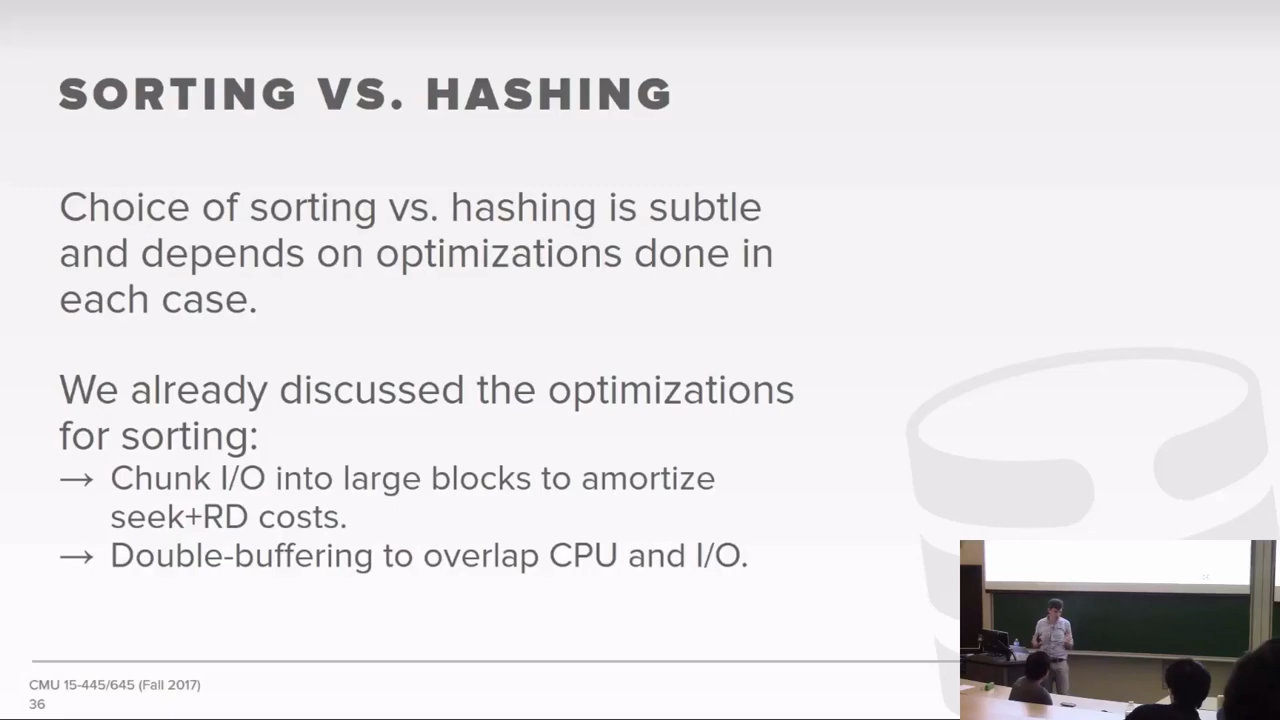 SORTING VS. HASHING
Choice of sorting vs. hashing is subtle
and depends on optimizations done in
each case.
We already discussed the optimizations
for sorting:
→ Chunk I/O into large blocks to amortize
seek+RD costs.
→ Double-buffering to overlap CPU and I/O.
CMU 15-445/645 (Fall 2017)
36